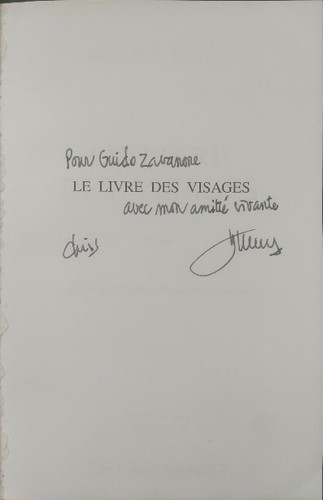 Pour Guido Zavanone
LE LIVRE DES VISAGES
avec mon amitié vivante